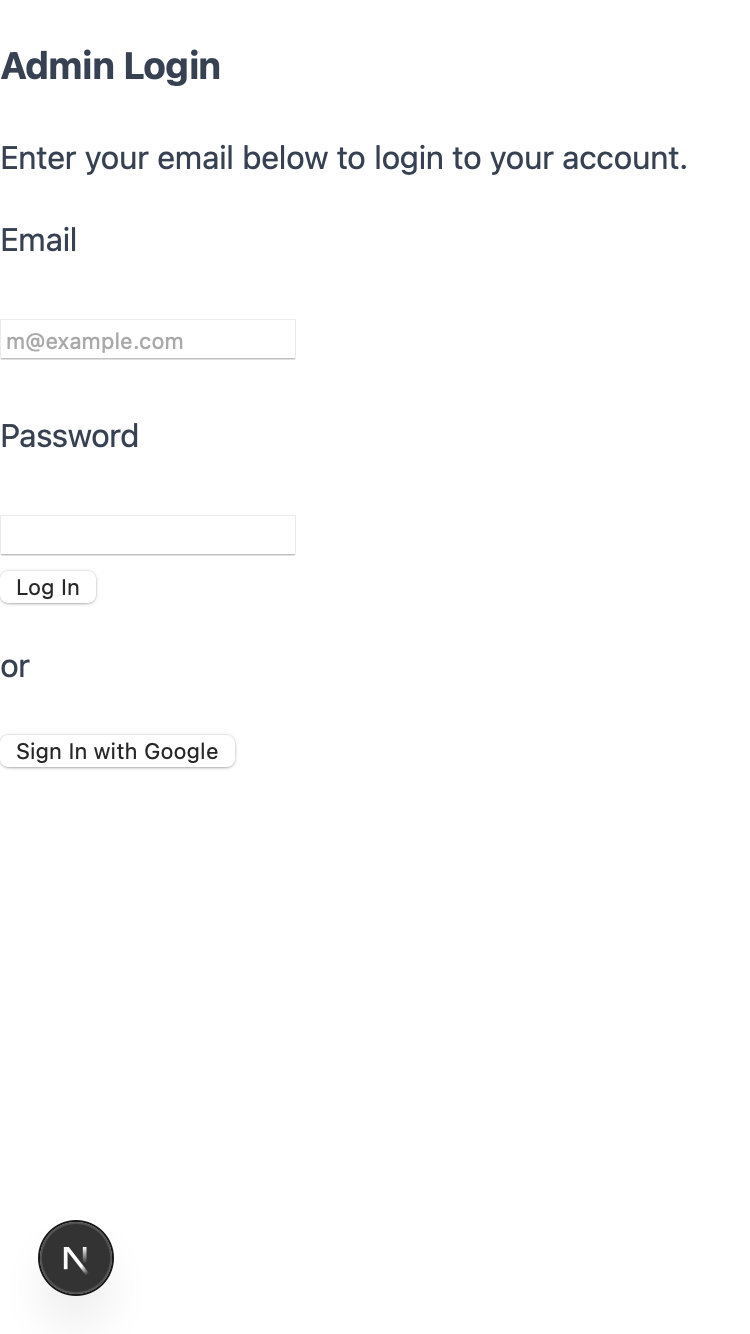 Admin Login
Enter your email below to login to your account.
Email
m@example.com
Password
Log In
or
Sign In with Google
N